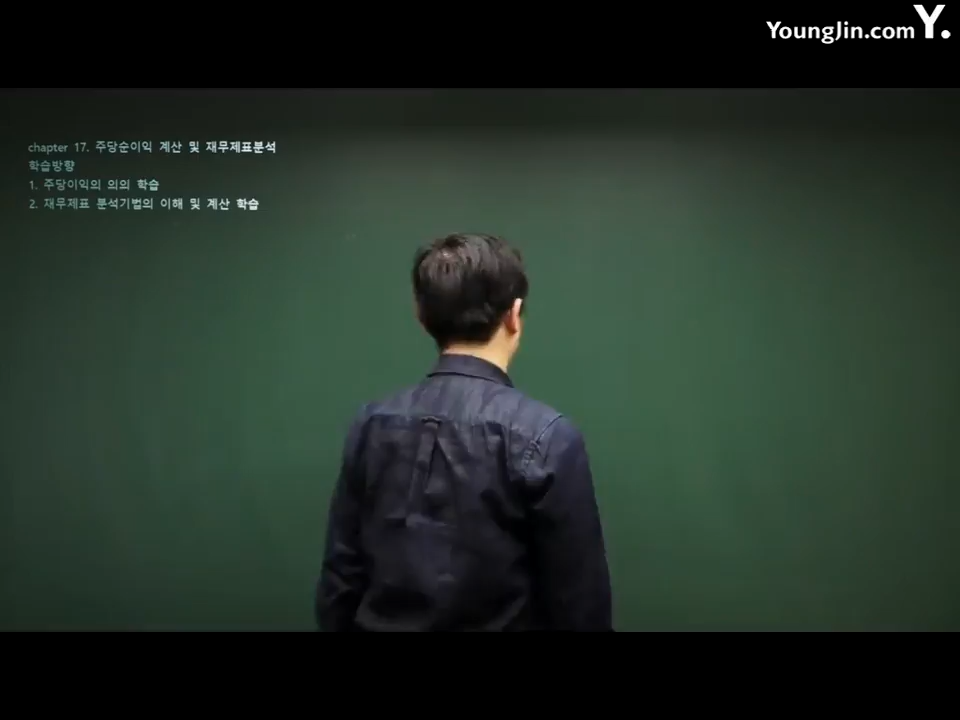 YoungJin.com Y.
chapter 17. 주당순이익 계산 및 재무제표분석
학습방향
1. 주당이익의 의의 학습
2. 재무제표 분석기법의 이해 및 계산 학습